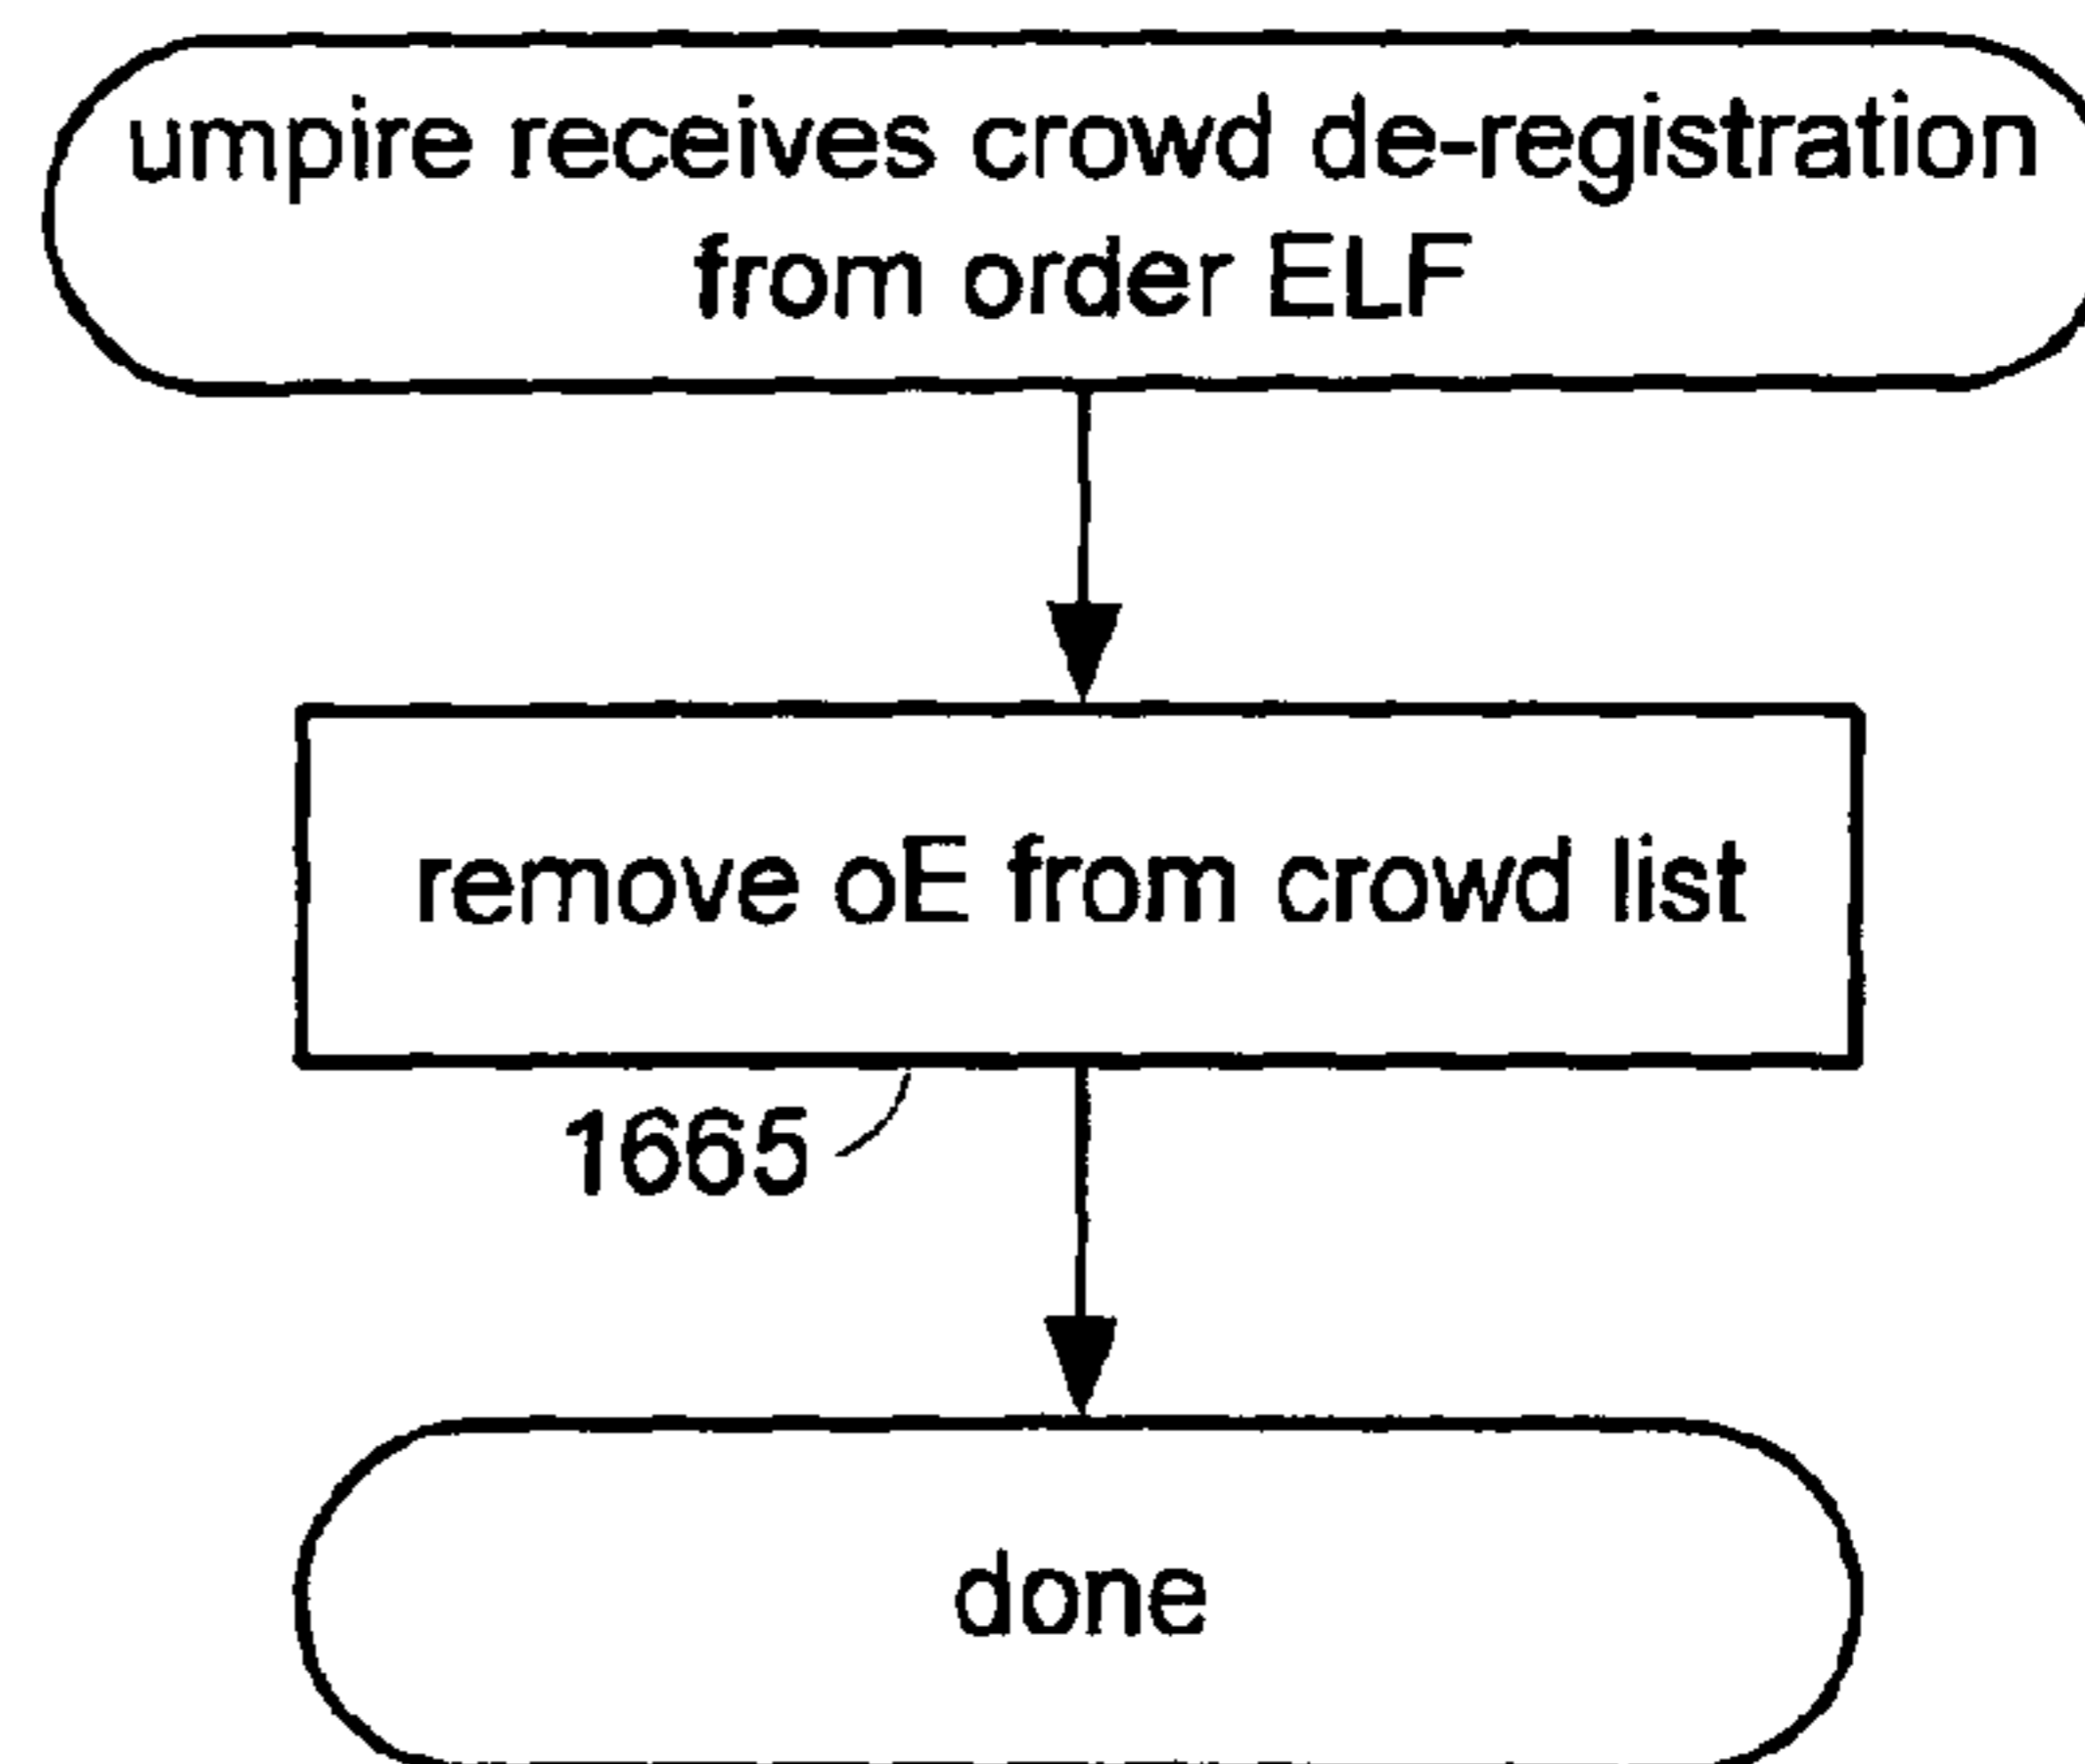 umpire receives crowd de-registration
from order ELF
remove oE from crowd list
1665
done